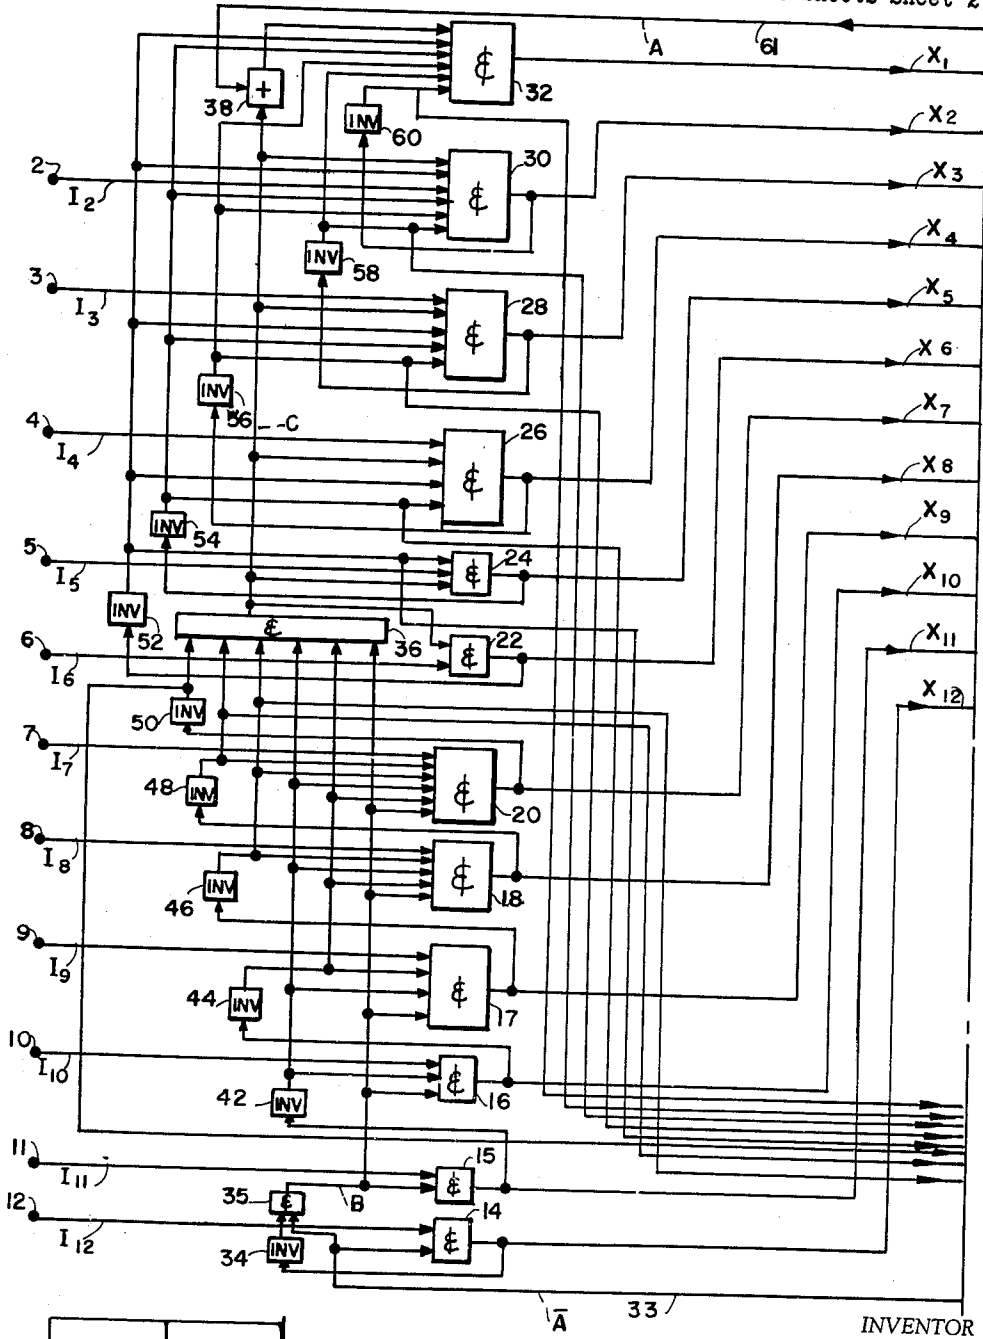 Sheet 2
A 61
X1
+
38
&
32
INV
60
X2
30
2
I2
&
X3
INV
58
X4
3
I3
28
&
X5
X6
INV
56
C
4
I4
26
&
X7
X8
INV
54
X9
5
I5
24
&
X10
INV
52
&
36
22
&
6
I6
X11
X12
50
INV
7
I7
48
INV
&
20
8
I8
46
INV
&
18
9
I9
44
INV
&
17
10
I10
42
INV
&
16
11
I11
15
&
35
&
B
12
I12
14
&
34
INV
Ā 33
INVENTOR